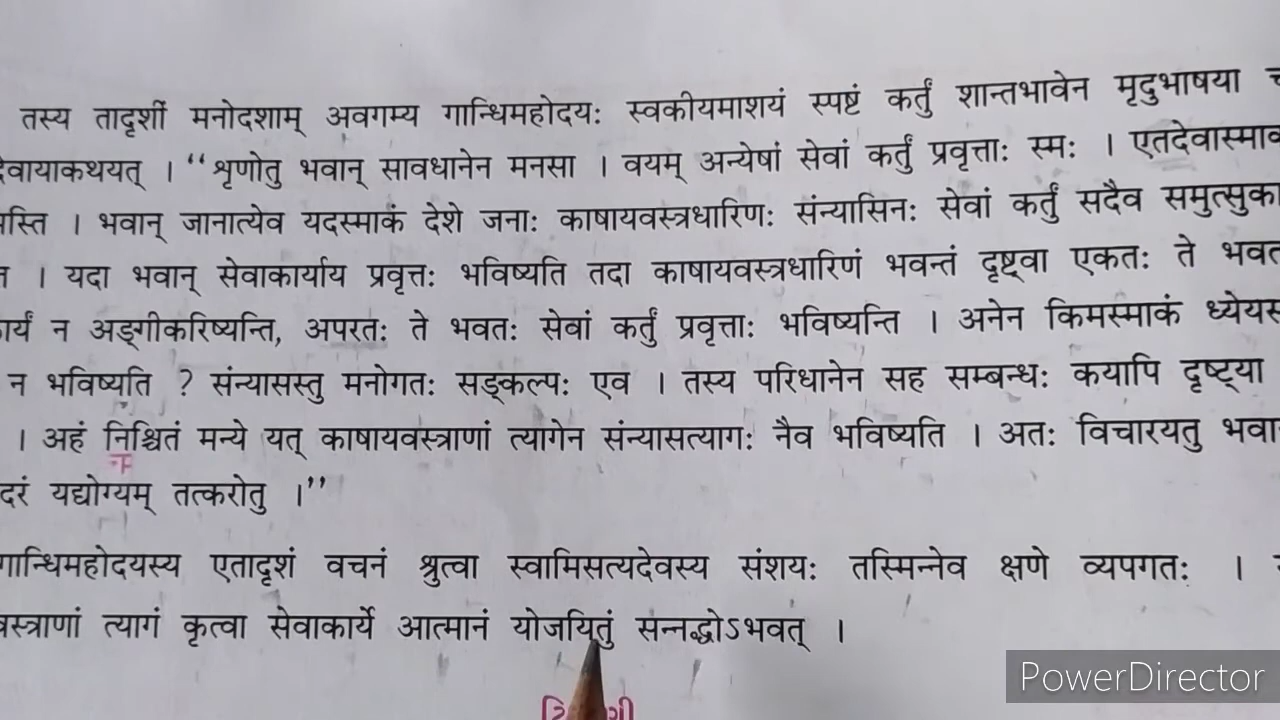 तस्य तादृशीं मनोदशाम् अवगम्य गान्धिमहोदयः स्वकीयमाशयं स्पष्टं कर्तुं शान्तभावेन मृदुभाषया
देवायाकथयत् । “शृणोतु भवान् सावधानेन मनसा । वयम् अन्येषां सेवां कर्तुं प्रवृत्ताः स्मः । एतदेवास्माक
स्ति । भवान् जानात्येव यदस्माकं देशे जनाः काषायवस्त्रधारिणः संन्यासिनः सेवां कर्तुं सदैव समुत्सुका
। यदा भवान् सेवाकार्याय प्रवृत्तः भविष्यति तदा काषायवस्त्रधारिणं भवन्तं दृष्ट्वा एकतः ते भवत
र्यं न अङ्गीकरिष्यन्ति, अपरतः ते भवतः सेवां कर्तुं प्रवृत्ताः भविष्यन्ति । अनेन किमस्माकं ध्येयस
न भविष्यति ? संन्यासस्तु मनोगतः सङ्कल्पः एव । तस्य परिधानेन सह सम्बन्धः कयापि दृष्ट्या
। अहं निश्चितं मन्ये यत् काषायवस्त्राणां त्यागेन संन्यासत्यागः नैव भविष्यति । अतः विचारयतु भवा
दरं यद्योग्यम् तत्करोतु ।”
गान्धिमहोदयस्य एतादृशं वचनं श्रुत्वा स्वामिसत्यदेवस्य संशयः तस्मिन्नेव क्षणे व्यपगतः ।
वस्त्राणां त्यागं कृत्वा सेवाकार्ये आत्मानं योजयितुं सन्नद्धोऽभवत् ।
PowerDirector